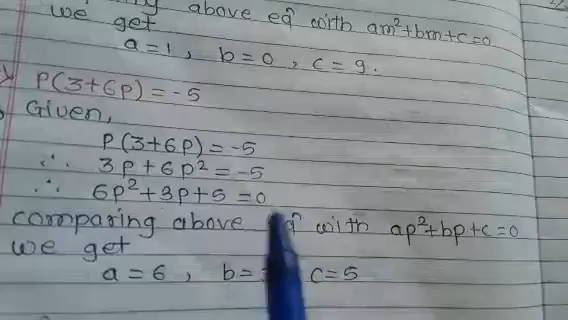 above eqⁿ with am²+bm+c=0
we get
a=1, b=0, c=9.
P(3+6P)=-5
Given,
P(3+6P)=-5
∴ 3P+6P²=-5
∴ 6P²+3P+5=0
comparing above with ap²+bp+c=0
we get
a=6, b= c=5